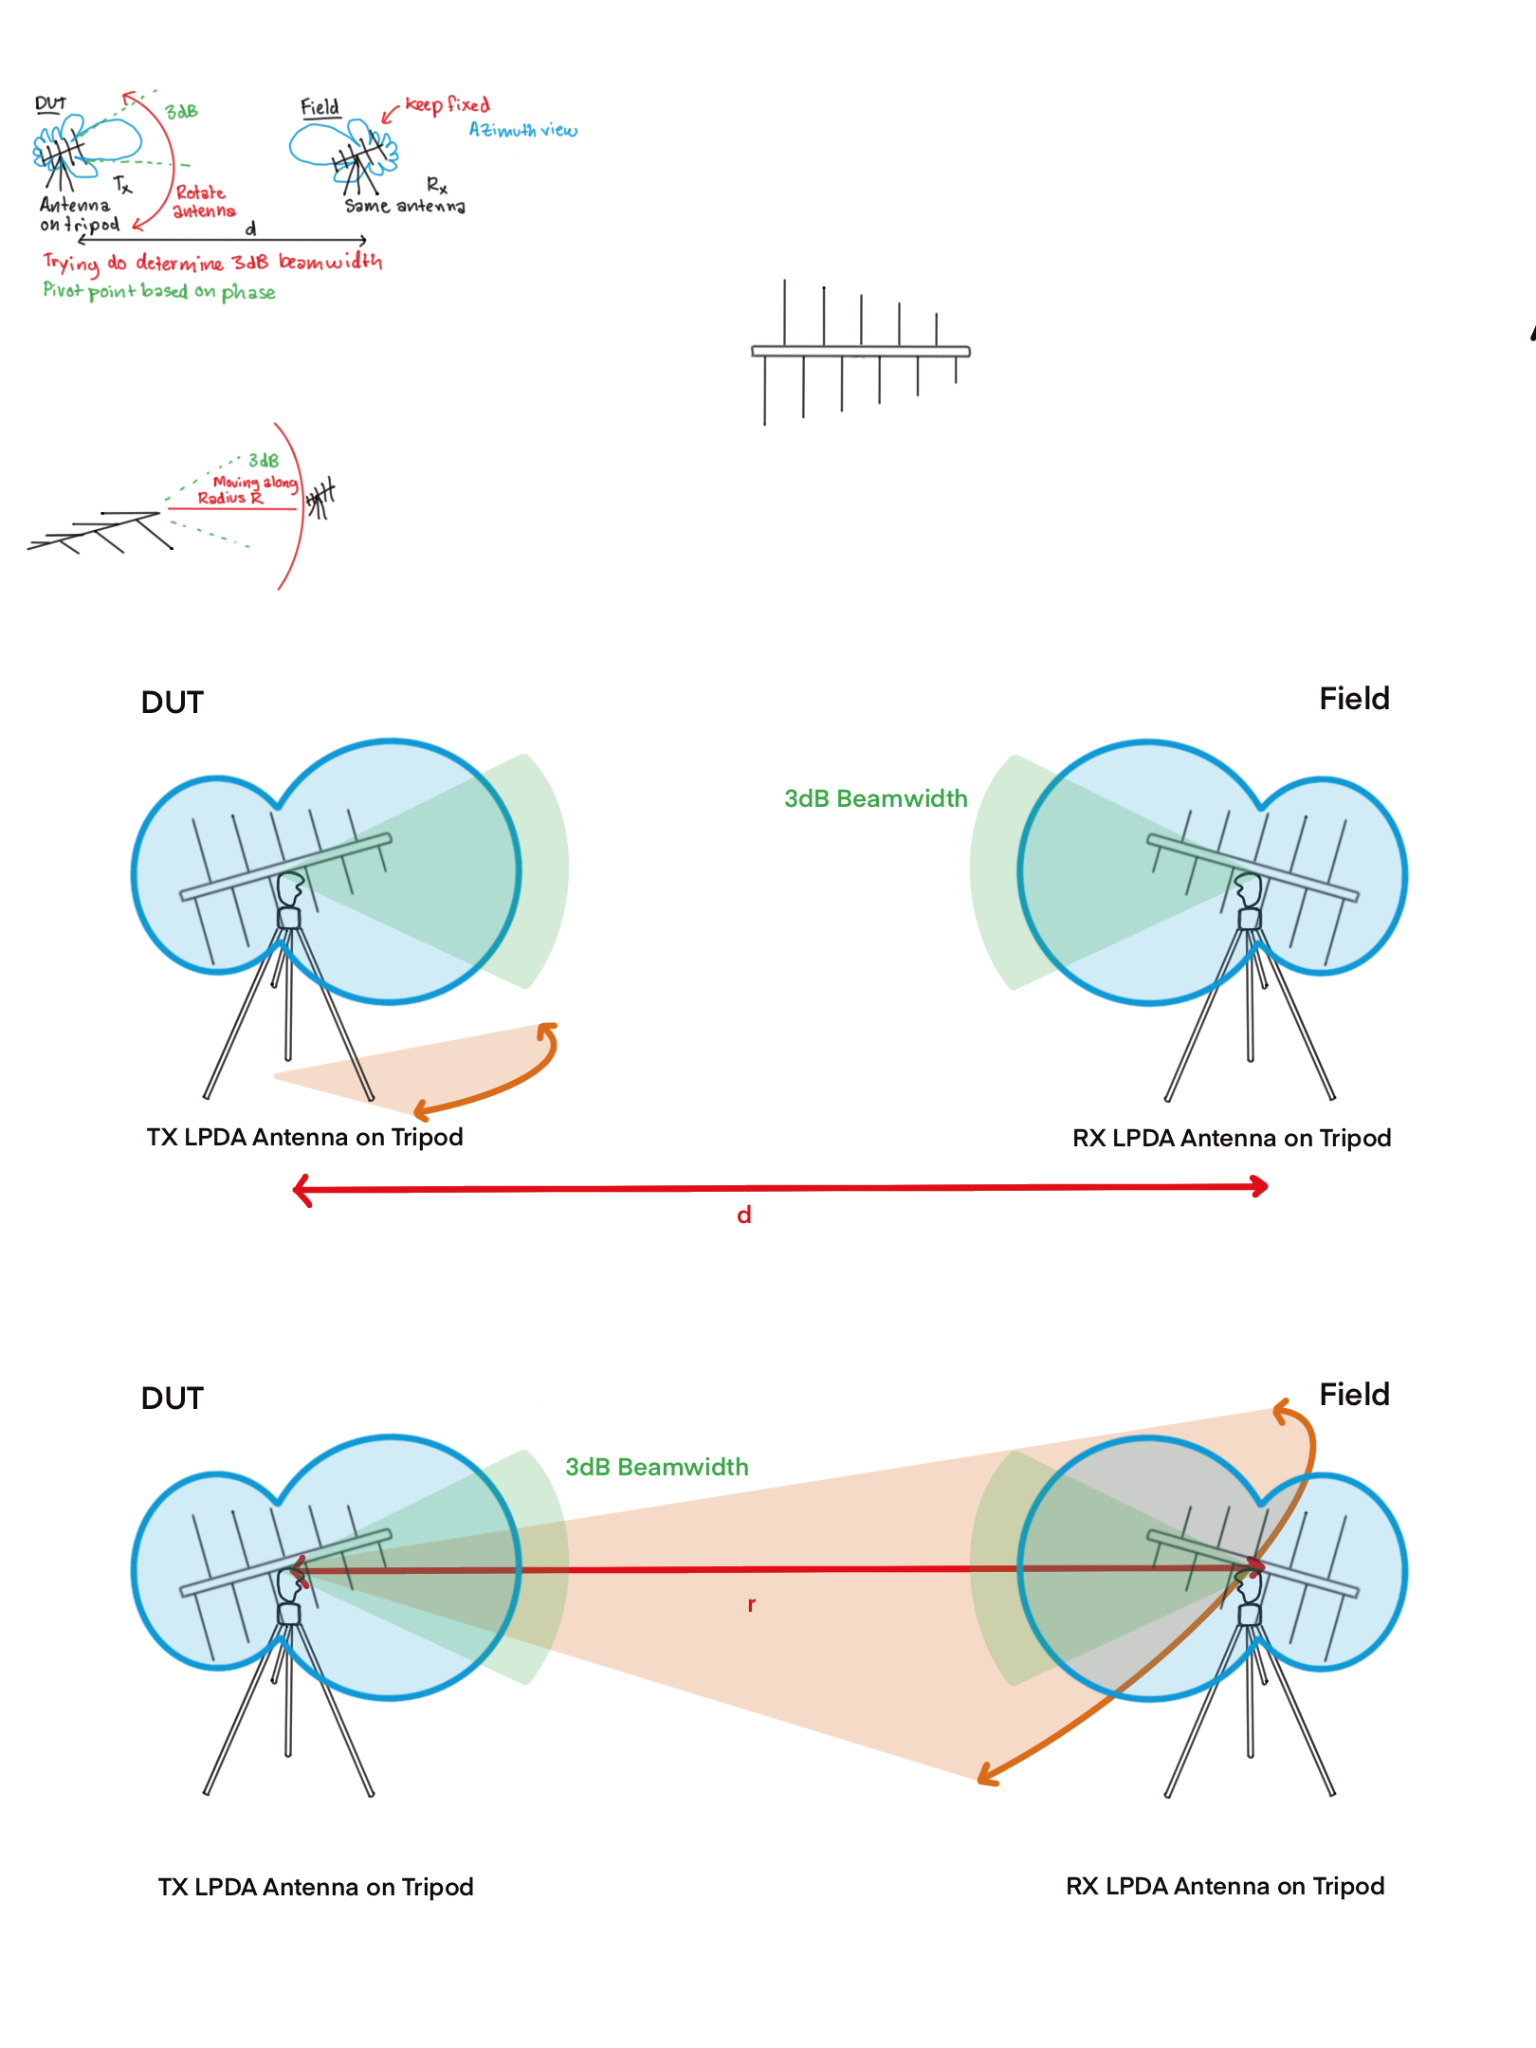 DUT
3dB
Tx
Antenna
on tripod
Rotate
antenna
Field
keep fixed
Azimuth view
Rx
Same antenna
d
Trying do determine 3dB beamwidth
Pivot point based on phase
3dB
Moving along
Radius R
DUT
Field
3dB Beamwidth
TX LPDA Antenna on Tripod
RX LPDA Antenna on Tripod
d
DUT
Field
3dB Beamwidth
r
TX LPDA Antenna on Tripod
RX LPDA Antenna on Tripod